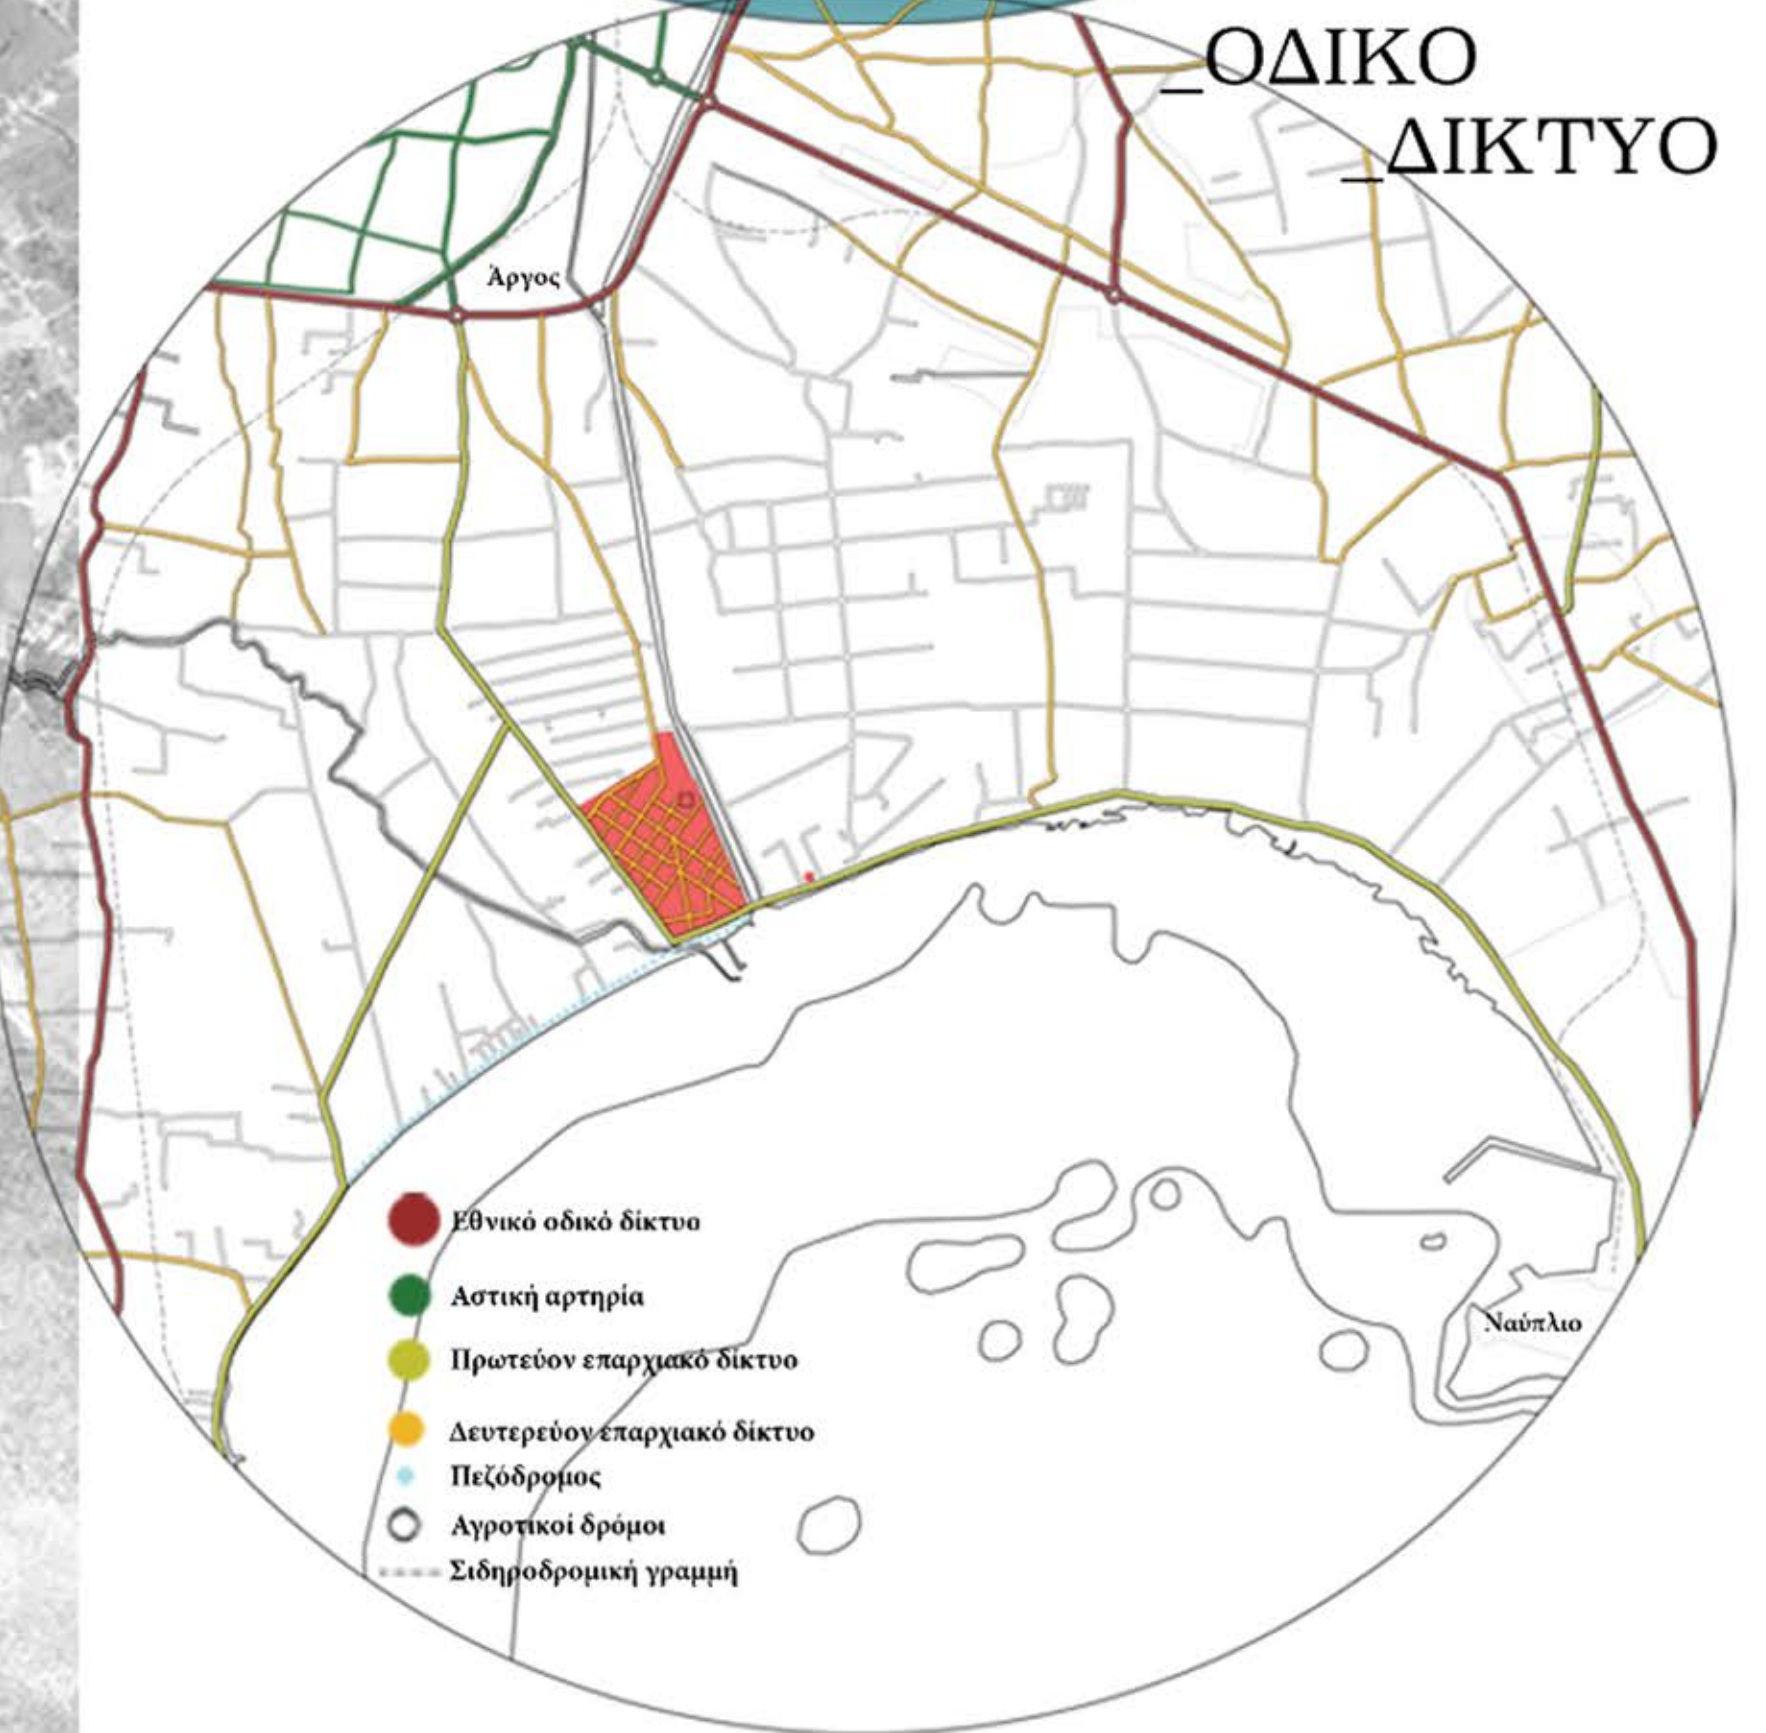 _ΟΔΙΚΟ
_ΔΙΚΤΥΟ
Άργος
Εθνικό οδικό δίκτυο
Αστική αρτηρία
Ναύπλιο
Πρωτεύον επαρχιακό δίκτυο
Δευτερεύον επαρχιακό δίκτυο
Πεζόδρομος
Αγροτικοί δρόμοι
Σιδηροδρομική γραμμή